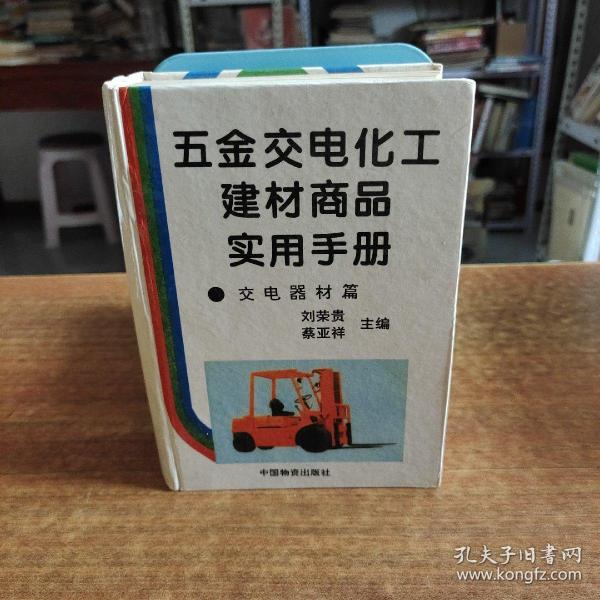 五金交电化工
建材商品
实用手册
●交电器材篇
刘荣贵
蔡亚祥 主编
中国物资出版社
孔夫子旧书网
www.kongfz.com